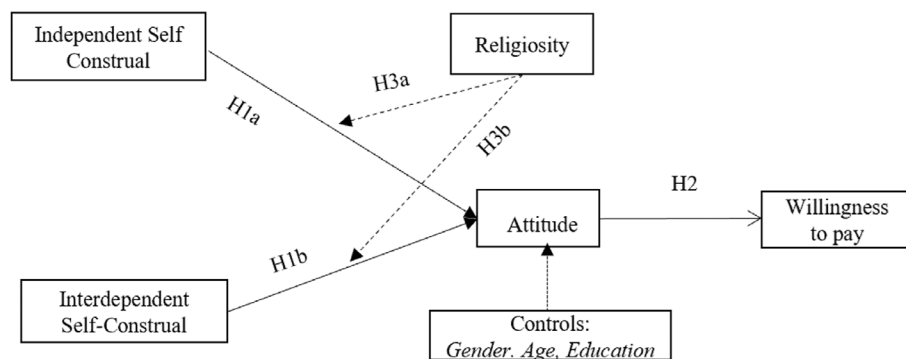 Independent Self
Construal
Religiosity
H3a
H1a
H3b
H2
Attitude
Willingness
to pay
H1b
Interdependent
Self-Construal
Controls:
Gender. Age, Education